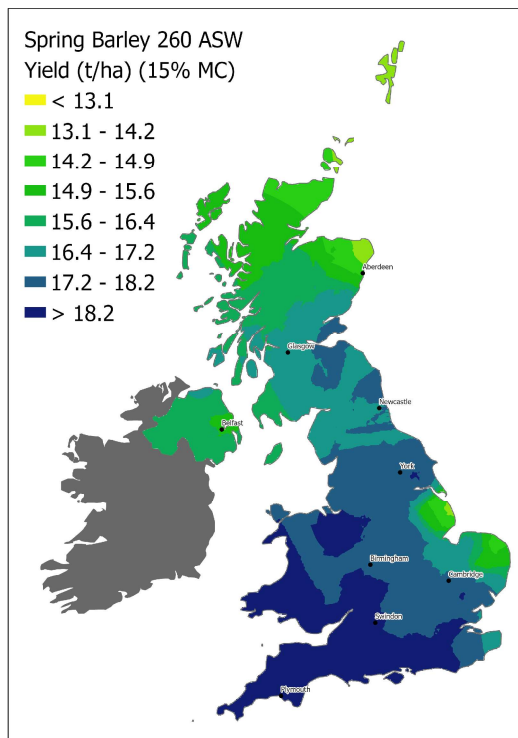 Spring Barley 260 ASW
Yield (t/ha) (15% MC)
< 13.1
13.1 - 14.2
14.2 - 14.9
14.9 - 15.6
15.6 - 16.4
16.4 - 17.2
17.2 - 18.2
> 18.2
Aberdeen
Glasgow
Newcastle
Belfast
York
Birmingham
Cambridge
Swindon
Plymouth